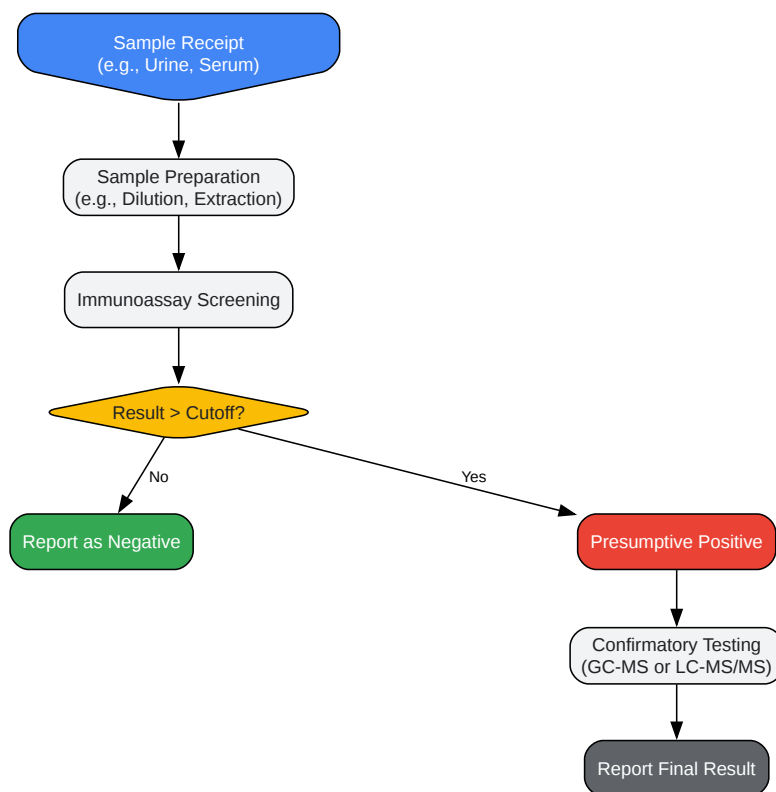 Sample Receipt
(e.g., Urine, Serum)
Sample Preparation
(e.g., Dilution, Extraction)
Immunoassay Screening
Result > Cutoff?
No
Yes
Report as Negative
Presumptive Positive
Confirmatory Testing
(GC-MS or LC-MS/MS)
Report Final Result